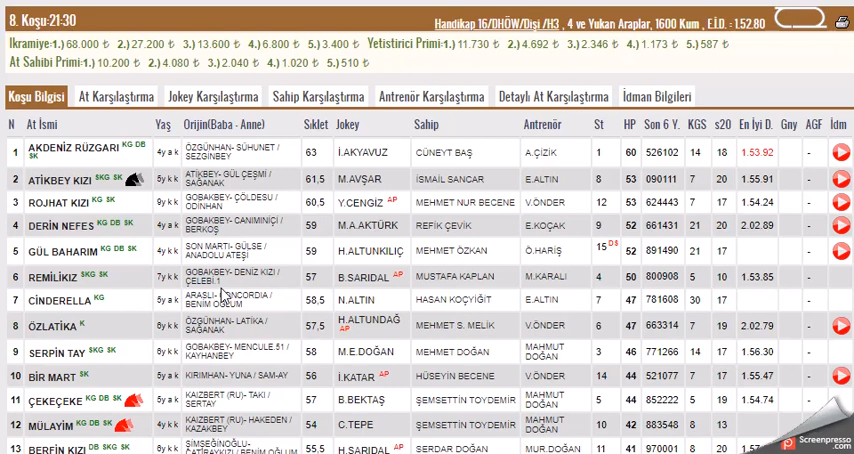 8. Koşu:21:30
Handikap 16/DHÖW/Dişi /H3 , 4 ve Yukarı Araplar, 1600 Kum , E.İ.D. : 1.52.80
İkramiye:1.) 68.000 ₺ 2.) 27.200 ₺ 3.) 13.600 ₺ 4.) 6.800 ₺ 5.) 3.400 ₺ Yetiştirici Primi:1.) 11.730 ₺ 2.) 4.692 ₺ 3.) 2.346 ₺ 4.) 1.173 ₺ 5.) 587 ₺
At Sahibi Primi:1.) 10.200 ₺ 2.) 4.080 ₺ 3.) 2.040 ₺ 4.) 1.020 ₺ 5.) 510 ₺
Koşu Bilgisi At Karşılaştırma Jokey Karşılaştırma Sahip Karşılaştırma Antrenör Karşılaştırma Detaylı At Karşılaştırma İdman Bilgileri
N At İsmi Yaş Orijin(Baba - Anne) Sıklet Jokey Sahip Antrenör St HP Son 6 Y. KGS s20 En İyi D. Gny AGF İdm
1 AKDENİZ RÜZGARI KG DB SK 4y a k ÖZGÜNHAN- SÜHUNET / SEZGİNBEY 63 İ.AKYAVUZ CÜNEYT BAŞ A.ÇİZİK 1 60 526102 14 18 1.53.92 -
2 ATİKBEY KIZI SKG SK 5y k k ATİKBEY- GÜL ÇEŞMİ / SAĞANAK 61,5 M.AVŞAR İSMAİL SANCAR E.ALTIN 8 53 090111 7 20 1.55.91 -
3 ROJHAT KIZI KG SK 9y k k GOBAKBEY- ÇÖLDESU / ODINHAN 60,5 Y.CENGİZ AP MEHMET NUR BECENE V.ÖNDER 12 53 624443 7 17 1.54.24 -
4 DERİN NEFES KG DB SK 4y k k GOBAKBEY- CANIMINİÇİ / BERKOŞ 59 M.A.AKTÜRK REFİK ÇEVİK E.KOÇAK 9 52 661431 21 20 2.02.89 -
5 GÜL BAHARIM KG DB SK 4y k k SON MARTI- GÜLSE / ANADOLU ATEŞİ 59 H.ALTUNKILIÇ MEHMET ÖZKAN Ö.HARİŞ 15 DS 52 891490 21 17 -
6 REMİLİKIZ SKG SK 7y k k GOBAKBEY- DENİZ KIZI / ÇELEBİ.1 57 B.SARIDAL AP MUSTAFA KAPLAN M.KARALI 4 50 800908 5 10 1.53.85 -
7 CİNDERELLA KG 5y a k ARASLI- CONCORDIA / BENİM OĞLUM 58,5 N.ALTIN HASAN KOÇYİĞİT E.ALTIN 7 47 781608 30 17 -
8 ÖZLATİKA K 6y k k ÖZGÜNHAN- LATİKA / SAĞANAK 57,5 H.ALTUNDAĞ AP MEHMET S. MELİK V.ÖNDER 6 47 663314 7 19 2.02.79 -
9 SERPİN TAY SKG SK 6y k k GOBAKBEY- MENCULE.51 / KAYHANBEY 58 M.E.DOĞAN MEHMET DOĞAN MAHMUT DOĞAN 3 46 771266 14 17 1.56.30 -
10 BİR MART SK 5y a k KIRIMHAN- YUNA / SAM-AY 56 İ.KATAR AP HÜSEYİN BECENE V.ÖNDER 14 44 521077 7 17 1.55.47 -
11 ÇEKEÇEKE KG DB SK 5y a k KAIZBERT (RU)- TAKI / SERTAY 57 B.BEKTAŞ ŞEMSETTİN TOYDEMİR MAHMUT DOĞAN 5 44 852222 5 19 1.54.74 -
12 MÜLAYİM KG DB SK 6y k k KAIZBERT (RU)- HAKEDEN / KAZAKBEY 54 C.TEPE ŞEMSETTİN TOYDEMİR MAHMUT DOĞAN 10 42 883548 8 13
13 BERFİN KIZI DB SKG SK 6y k k ŞİMŞEĞİNOĞLU- 55,5 H.SARIDAL AP SERDAR DOĞAN MUR.DOĞAN 11 41 970001 8 20
Screenpresso
.com